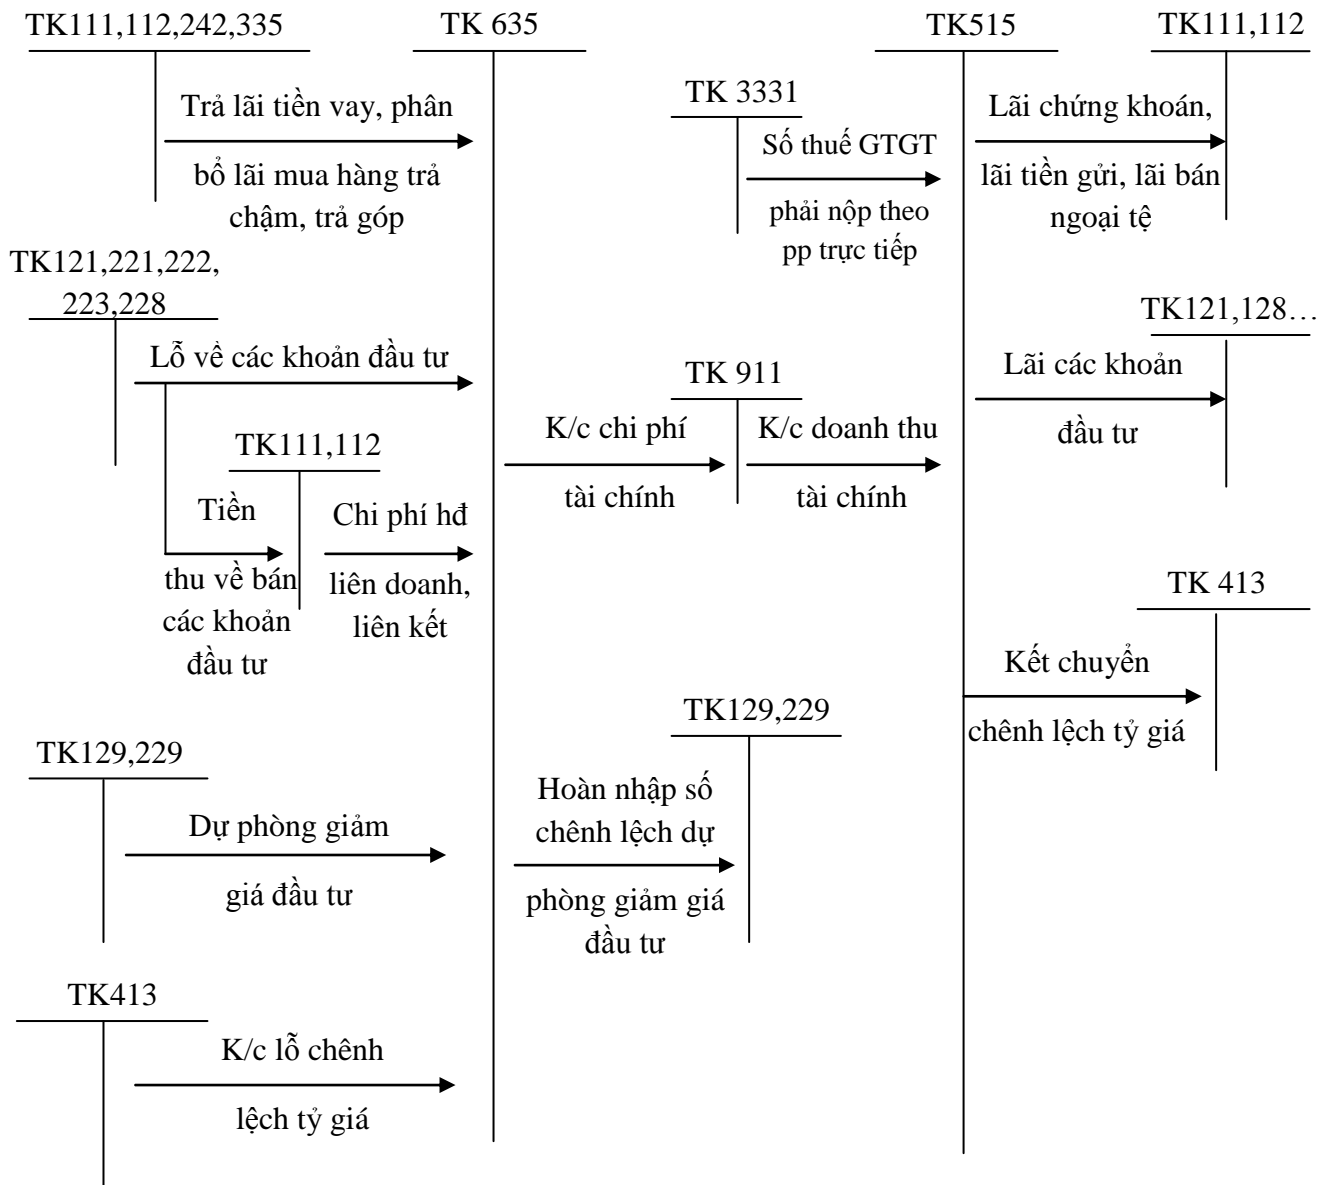 TK111,112,242,335
TK 635
TK515
TK111,112
Trả lãi tiền vay, phân
bổ lãi mua hàng trả
chậm, trả góp
TK 3331
Số thuế GTGT
phải nộp theo
pp trực tiếp
Lãi chứng khoán,
lãi tiền gửi, lãi bán
ngoại tệ
TK121,221,222,
223,228
Lỗ về các khoản đầu tư
TK111,112
Tiền
thu về bán
các khoản
đầu tư
Chi phí hđ
liên doanh,
liên kết
TK 911
K/c chi phí
tài chính
K/c doanh thu
tài chính
TK121,128…
Lãi các khoản
đầu tư
TK 413
Kết chuyển
chênh lệch tỷ giá
TK129,229
Dự phòng giảm
giá đầu tư
TK129,229
Hoàn nhập số
chênh lệch dự
phòng giảm giá
đầu tư
TK413
K/c lỗ chênh
lệch tỷ giá